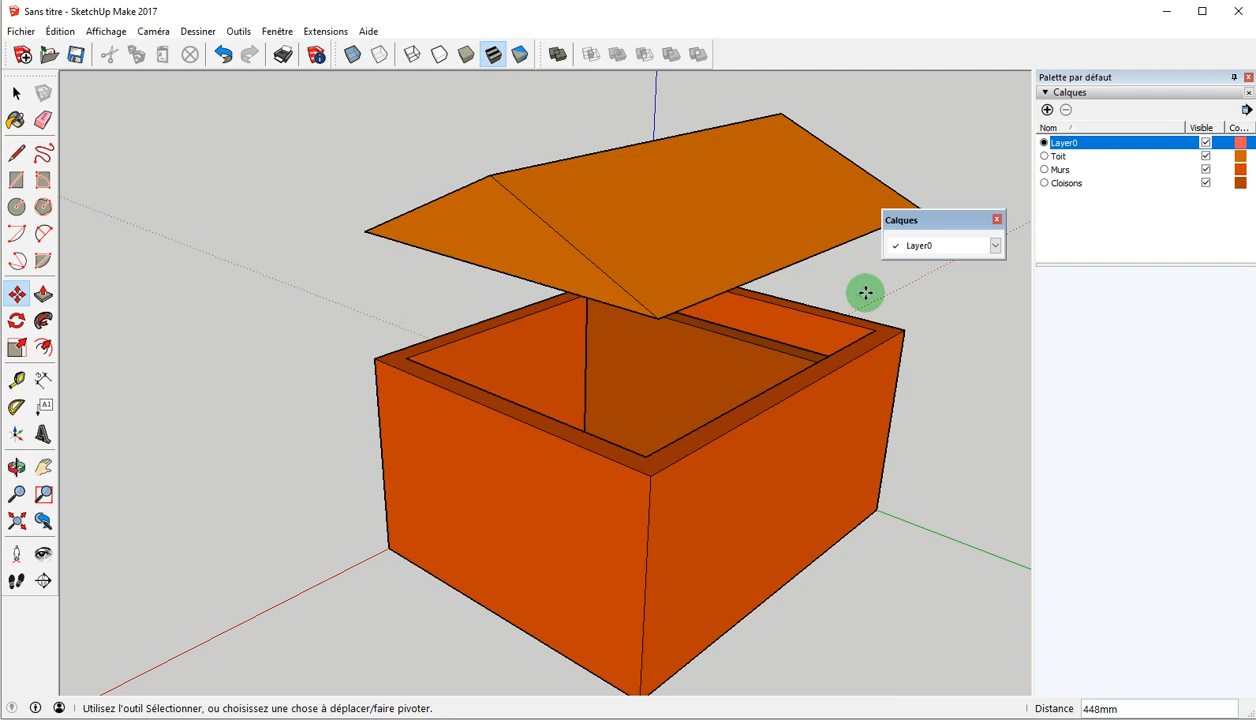 Sans titre - SketchUp Make 2017
Fichier Édition Affichage Caméra Dessiner Outils Fenêtre Extensions Aide
Palette par défaut
Calques
Nom Visible Co...
Layer0
Toit
Murs
Cloisons
Calques
Layer0
A1
Utilisez l'outil Sélectionner, ou choisissez une chose à déplacer/faire pivoter.
Distance 448mm